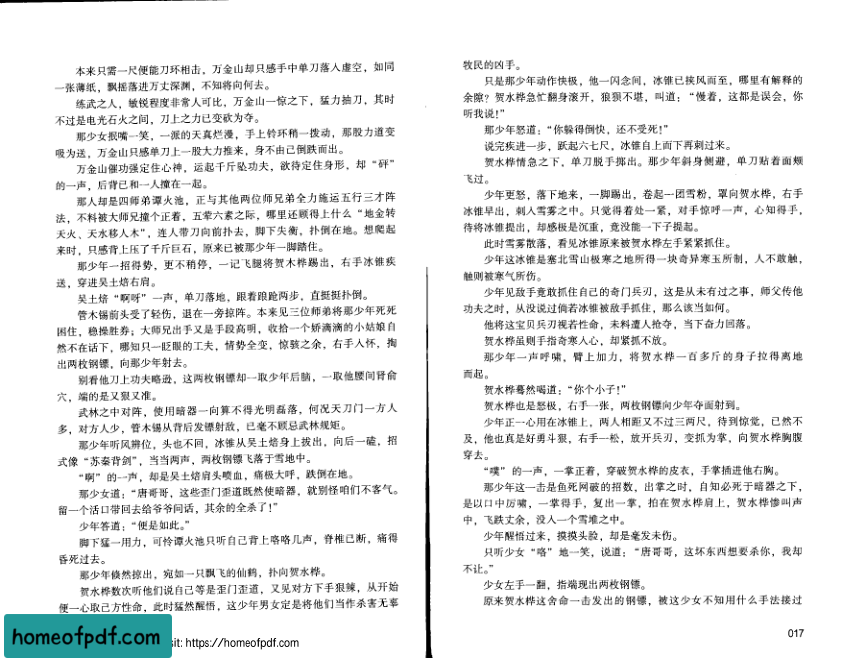 本来只需一尺便能刀环相击，万金山却只感手中单刀落人虚空，如同
一张薄纸，飘摇落进万丈深渊，不知将向何去。
练武之人，敏锐程度非常人可比，万金山一惊之下，猛力抽刀，其时
不过是电光石火之间，刀上之力已变砍为夺。
那少女抿嘴一笑，一派的天真烂漫，手上铃环稍一拨动，那股力道变
吸为送，万金山只感单刀上一股大力推来，身不由己倒跌而出。
万金山催功强定住心神，运起千斤坠功夫，欲待定住身形，却“砰”
的一声，后背已和一人撞在一起。
那人却是四师弟谭火池，正与其他两位师兄弟全力施运五行三才阵
法，不料被大师兄撞个正着，五荤六素之际，哪里还顾得上什么“地金转
天火、天水移人木”，连人带刀向前扑去，脚下失衡，扑倒在地。想爬起
来时，只感背上压了千斤巨石，原来已被那少年一脚踏住。
那少年一招得势，更不稍停，一记飞腿将贺木桦踢出，右手冰锥疾
送，穿进吴土焙右肩。
吴土焙“啊呀”一声，单刀落地，跟着踉跄两步，直挺挺扑倒。
管木锡前头受了轻伤，退在一旁掠阵。本来见三位师弟将那少年死死
困住，稳操胜券；大师兄出手又是手段高明，收拾一个娇滴滴的小姑娘自
然不在话下，哪知只一眨眼的工夫，情势全变，惊骇之余，右手人怀，掏
出两枚钢镖，向那少年射去。
别看他刀上功夫略逊，这两枚钢镖却一取少年后脑，一取他腰间肾俞
穴，端的是又狠又准。
武林之中对阵，使用暗器一向算不得光明磊落，何况天刀门一方人
多，对方人少，管木锡从背后发镖射敌，已毫不顾忌武林规矩。
那少年听风辨位，头也不回，冰锥从吴土焙身上拔出，向后一磕，招
式像“苏秦背剑”，当当两声，两枚钢镖飞落于雪地中。
“啊”的一声，却是吴土焙肩头喷血，痛极大呼，跌倒在地。
那少女道：“唐哥哥，这些歪门歪道既然使暗器，就别怪咱们不客气。
留一个活口带回去给爷爷问话，其余的全杀了！”
少年答道：“便是如此。”
脚下猛一用力，可怜谭火池只听自己背上咯咯几声，脊椎已断，痛得
昏死过去。
那少年倏然掠出，宛如一只飘飞的仙鹤，扑向贺水桦。
贺水桦数次听他们说自己等是歪门歪道，又见对方下手狠辣，从开始
便一心取己方性命，此时猛然醒悟，这少年男女定是将他们当作杀害无辜
牧民的凶手。
只是那少年动作快极，他一闪念间，冰锥已挟风而至，哪里有解释的
余隙？贺水桦急忙翻身滚开，狼狈不堪，叫道：“慢着，这都是误会，你
听我说！”
那少年怒道：“你躲得倒快，还不受死！”
说完疾进一步，跃起六七尺，冰锥自上而下再刺过来。
贺水桦情急之下，单刀脱手掷出。那少年斜身侧避，单刀贴着面颊
飞过。
少年更怒，落下地来，一脚踢出，卷起一团雪粉，罩向贺水桦，右手
冰锥早出，刺人雪雾之中。只觉得着处一紧，对手惊呼一声，心知得手，
待将冰锥提出，却感极是沉重，竟没能一下子提起。
此时雪雾散落，看见冰锥原来被贺水桦左手紧紧抓住。
少年这冰锥是塞北雪山极寒之地所得一块奇异寒玉所制，人不敢触，
触则被寒气所伤。
少年见敌手竟敢抓住自己的奇门兵刃，这是从未有过之事，师父传他
功夫之时，从没说过倘若冰锥被敌手抓住，那么该当如何。
他将这宝贝兵刃视若性命，未料遭人抢夺，当下奋力回落。
贺水桦虽则手指奇寒人心，却紧抓不放。
那少年一声呼啸，臂上加力，将贺水桦一百多斤的身子拉得离地
而起。
贺水桦蓦然喝道：“你个小子！”
贺水桦也是怒极，右手一张，两枚钢镖向少年夺面射到。
少年正一心用在冰锥上，两人相距又不过三两尺，待到惊觉，已然不
及，他也真是好勇斗狠，右手一松，放开兵刃，变抓为掌，向贺水桦胸腹
穿去。
“噗”的一声，一掌正着，穿破贺水桦的皮衣，手掌插进他右胸。
那少年这一击是鱼死网破的招数，出掌之时，自知必死于暗器之下，
是以口中厉啸，一掌得手，复出一掌，拍在贺水桦肩上，贺水桦惨叫声
中，飞跌丈余，没人一个雪堆之中。
少年醒悟过来，摸摸头脸，却是毫发未伤。
只听少女“咯”地一笑，说道：“唐哥哥，这坏东西想要杀你，我却
不让。”
少女左手一翻，指端现出两枚钢镖。
原来贺水桦这舍命一击发出的钢镖，被这少女不知用什么手法接过
017
homeofpdf.com
sit: https://homeofpdf.com